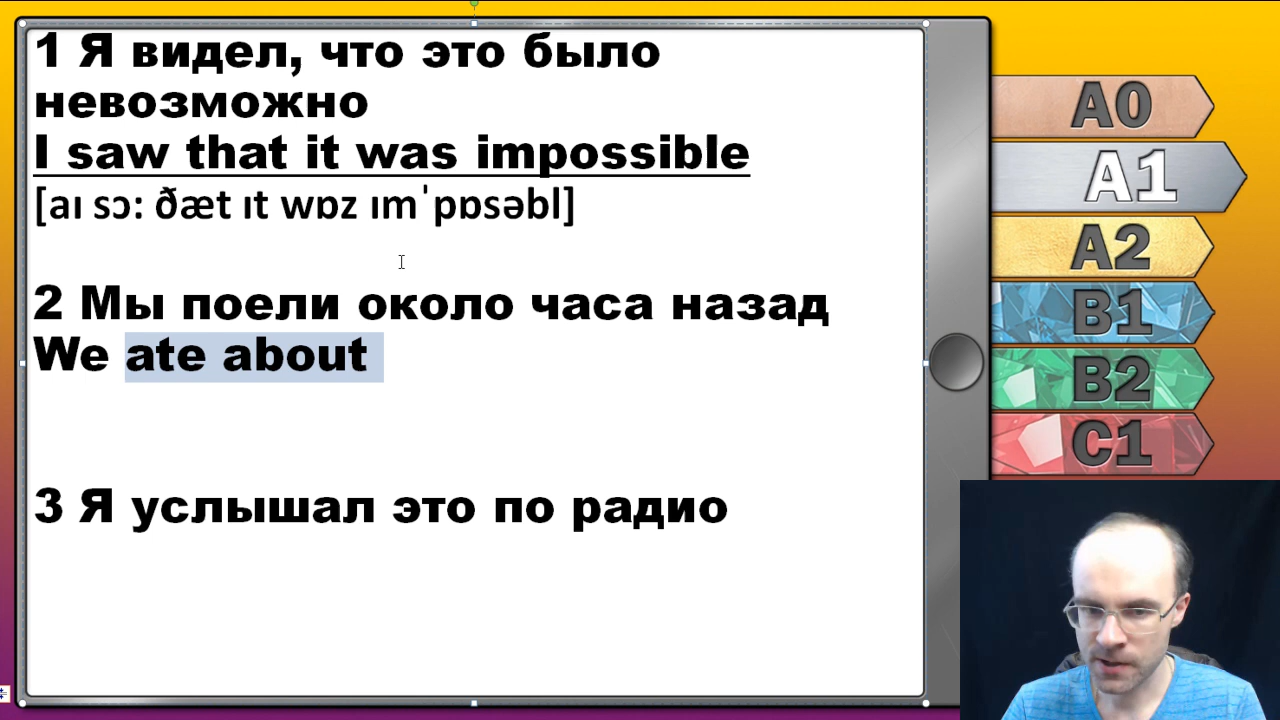 1 Я видел, что это было
невозможно
I saw that it was impossible
[aɪ sɔː ðæt ɪt wɒz ɪmˈpɒsəbl]
2 Мы поели около часа назад
We ate about
3 Я услышал это по радио
A0
A1
A2
B1
B2
C1